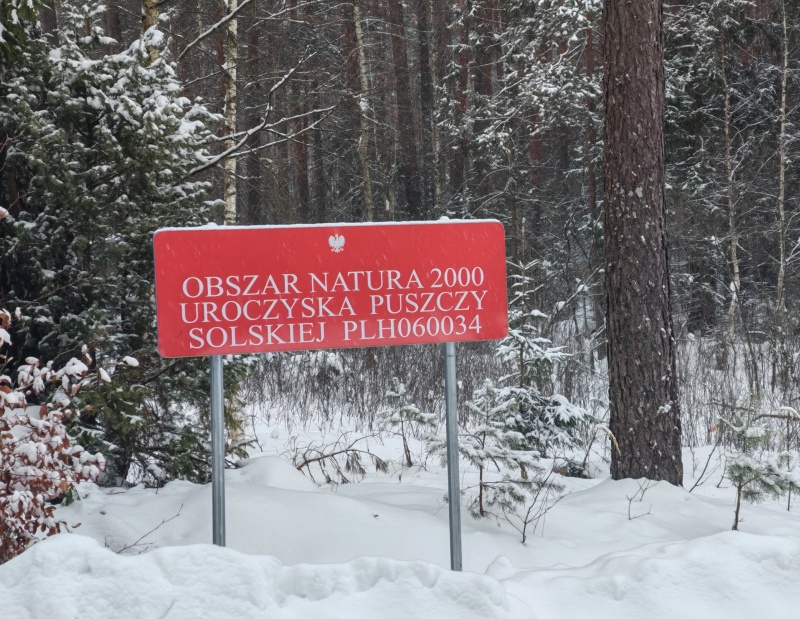 OBSZAR NATURA 2000
UROCZYSKA PUSZCZY
SOLSKIEJ PLH060034